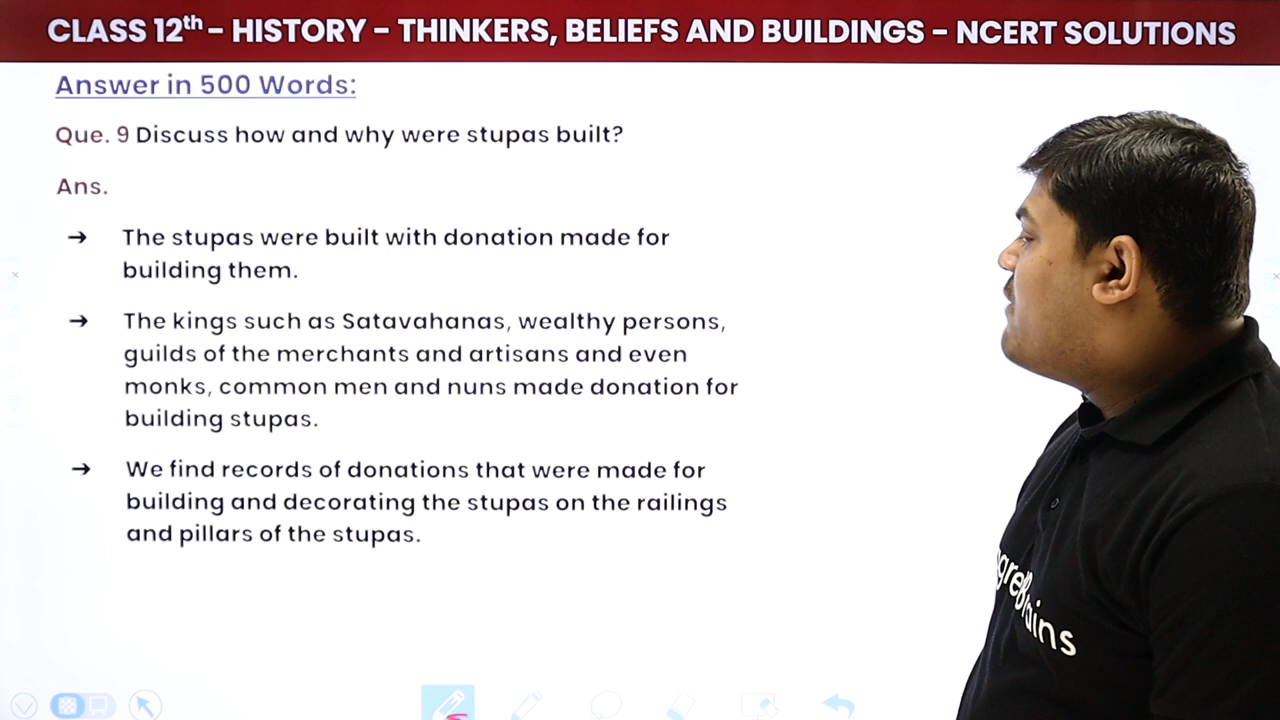 CLASS 12th – HISTORY – THINKERS, BELIEFS AND BUILDINGS – NCERT SOLUTIONS
Answer in 500 Words:
Que. 9 Discuss how and why were stupas built?
Ans.
➔ The stupas were built with donation made for
building them.
➔ The kings such as Satavahanas, wealthy persons,
guilds of the merchants and artisans and even
monks, common men and nuns made donation for
building stupas.
➔ We find records of donations that were made for
building and decorating the stupas on the railings
and pillars of the stupas.